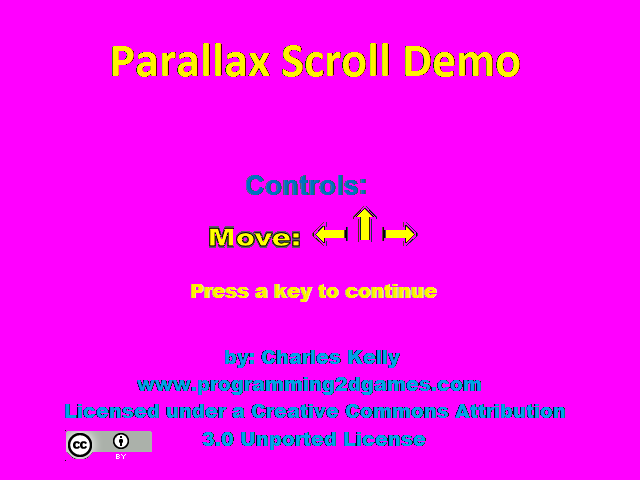 Parallax Scroll Demo
Controls:
Move:
Press a key to continue
by: Charles Kelly
www.programming2dgames.com
Licensed under a Creative Commons Attribution
3.0 Unported License
cc
BY